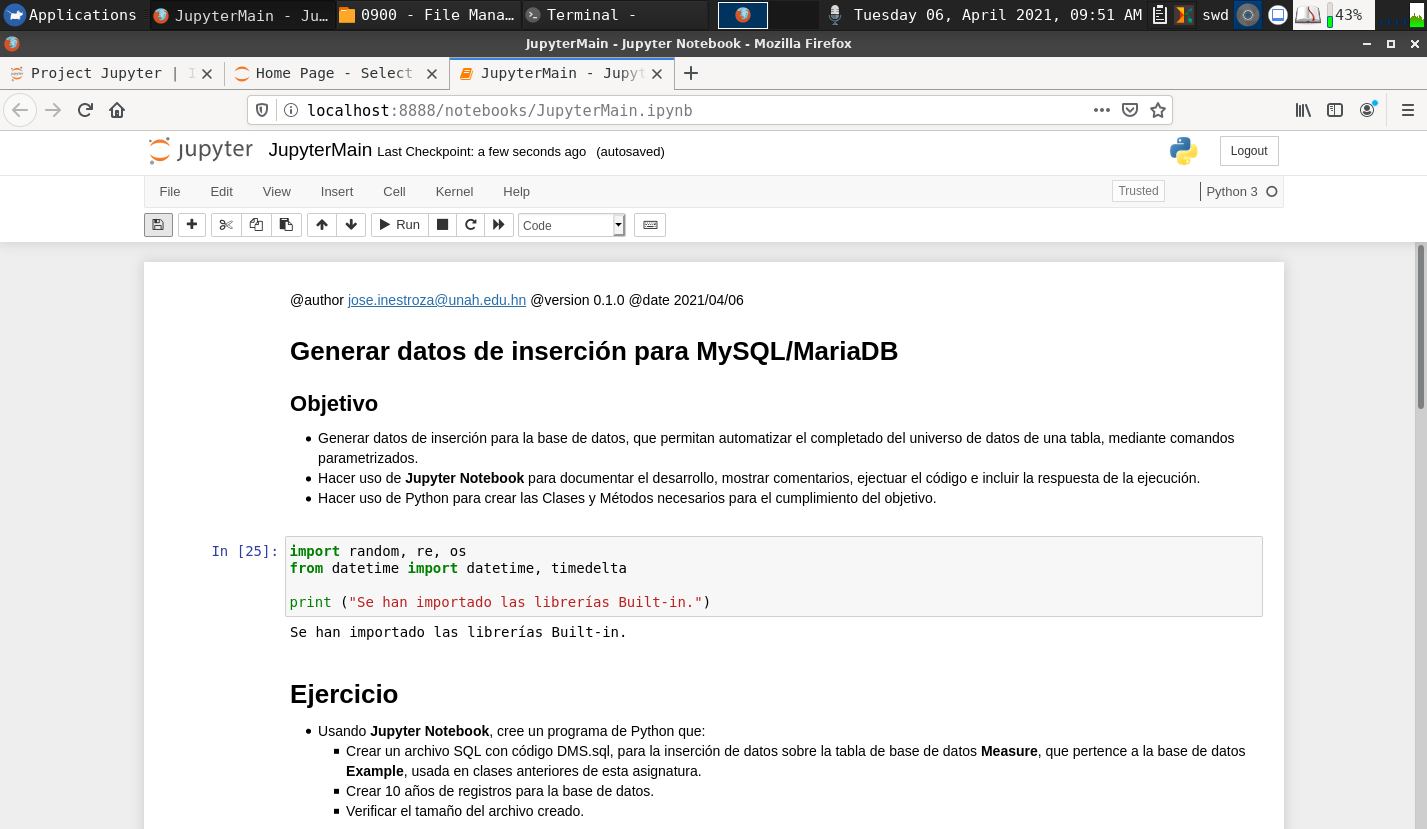 Applications JupyterMain - Ju… 0900 - File Mana… Terminal - Tuesday 06, April 2021, 09:51 AM swd 43%
JupyterMain - Jupyter Notebook - Mozilla Firefox
Project Jupyter | Home Page - Select JupyterMain - Jupyt
localhost:8888/notebooks/JupyterMain.ipynb
jupyter JupyterMain Last Checkpoint: a few seconds ago (autosaved) Logout
File Edit View Insert Cell Kernel Help Trusted Python 3
Run Code
@author jose.inestroza@unah.edu.hn @version 0.1.0 @date 2021/04/06
Generar datos de inserción para MySQL/MariaDB
Objetivo
Generar datos de inserción para la base de datos, que permitan automatizar el completado del universo de datos de una tabla, mediante comandos
parametrizados.
Hacer uso de Jupyter Notebook para documentar el desarrollo, mostrar comentarios, ejectuar el código e incluir la respuesta de la ejecución.
Hacer uso de Python para crear las Clases y Métodos necesarios para el cumplimiento del objetivo.
In [25]: import random, re, os
from datetime import datetime, timedelta
print ("Se han importado las librerías Built-in.")
Se han importado las librerías Built-in.
Ejercicio
Usando Jupyter Notebook, cree un programa de Python que:
Crear un archivo SQL con código DMS.sql, para la inserción de datos sobre la tabla de base de datos Measure, que pertence a la base de datos
Example, usada en clases anteriores de esta asignatura.
Crear 10 años de registros para la base de datos.
Verificar el tamaño del archivo creado.